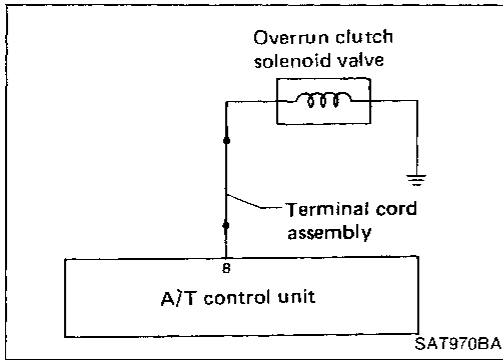 Overrun clutch
solenoid valve
Terminal cord
assembly
8
A/T control unit
SAT970BA